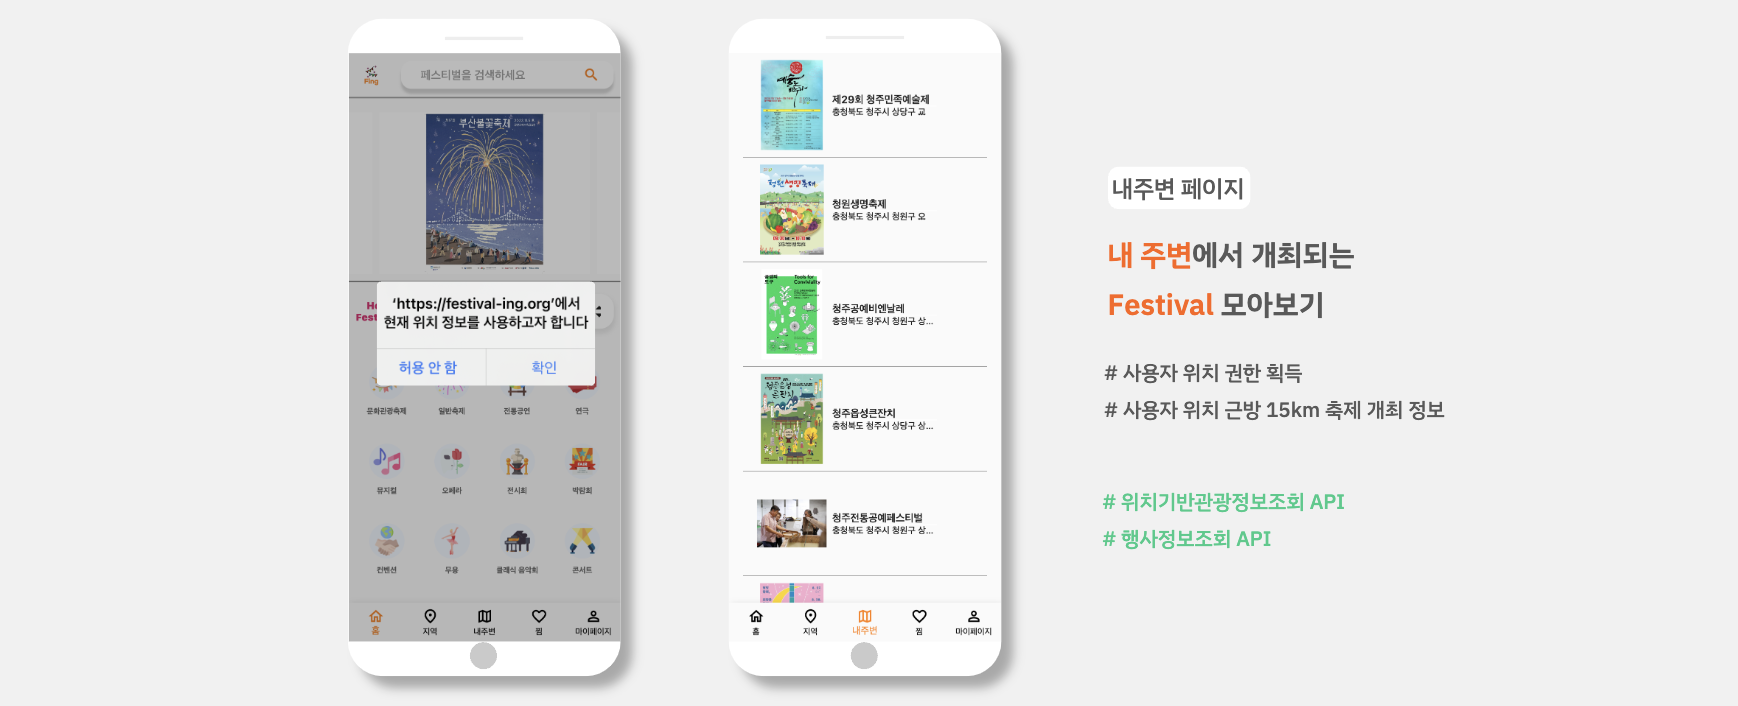 Fing
페스티벌을 검색하세요
부산불꽃축제
He
Fest
'https://festival-ing.org'에서
현재 위치 정보를 사용하고자 합니다
허용 안 함
확인
문화관광축제
일반축제
전통공연
연극
뮤지컬
오페라
전시회
박람회
컨벤션
무용
클래식 음악회
콘서트
홈
지역
내주변
찜
마이페이지
제29회 청주민족예술제
충청북도 청주시 상당구 교
청원생명축제
청원생명축제
충청북도 청주시 청원구 오
Tools for
Conviviality
청주공예비엔날레
충청북도 청주시 청원구 상...
청주읍성큰잔치
충청북도 청주시 상당구 상...
청주전통공예페스티벌
충청북도 청주시 청원구 상...
홈
지역
내주변
찜
마이페이지
내주변 페이지
내 주변에서 개최되는
Festival 모아보기
# 사용자 위치 권한 획득
# 사용자 위치 근방 15km 축제 개최 정보
# 위치기반관광정보조회 API
# 행사정보조회 API